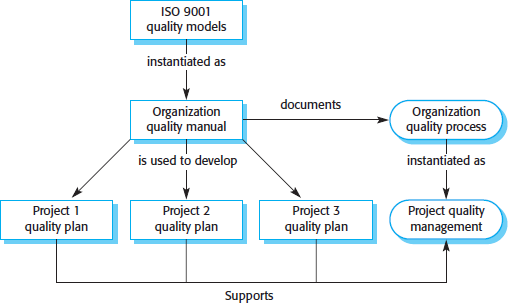 ISO 9001
quality models
instantiated as
Organization
quality manual
documents
Organization
quality process
is used to develop
instantiated as
Project 1
quality plan
Project 2
quality plan
Project 3
quality plan
Project quality
management
Supports